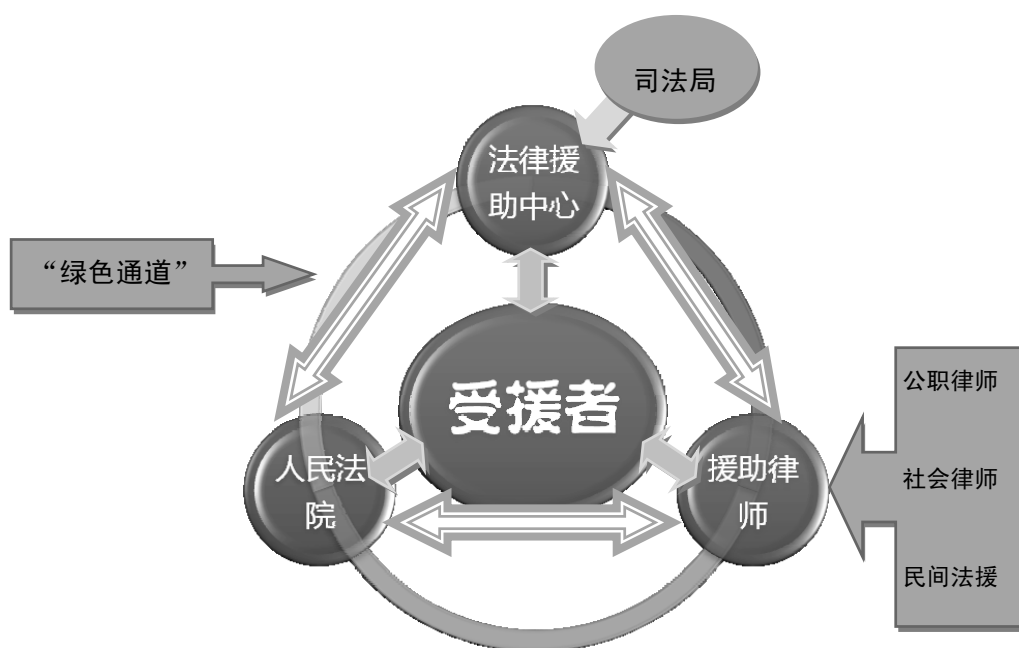 司法局
法律援
助中心
“绿色通道”
受援者
公职律师
人民法
院
援助律
师
社会律师
民间法援